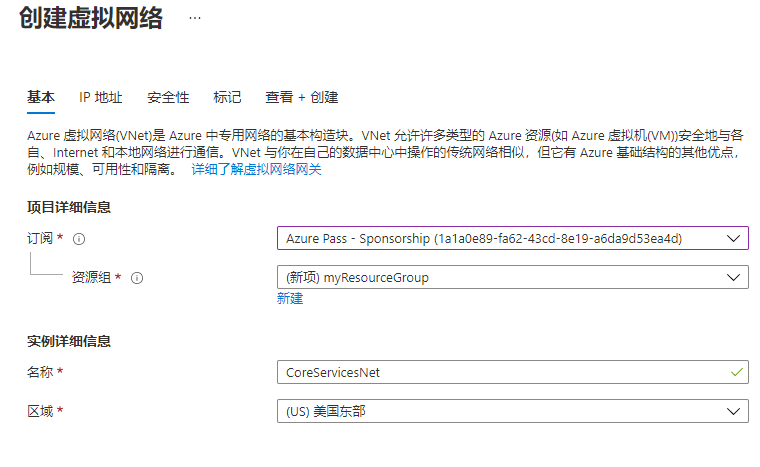 创建虚拟网络 ...
基本 IP 地址 安全性 标记 查看 + 创建
Azure 虚拟网络(VNet)是 Azure 中专用网络的基本构造块。VNet 允许许多类型的 Azure 资源(如 Azure 虚拟机(VM))安全地与各
自、Internet 和本地网络进行通信。VNet 与你在自己的数据中心中操作的传统网络相似，但它有 Azure 基础结构的其他优点，
例如规模、可用性和隔离。 详细了解虚拟网络网关
项目详细信息
订阅 * Azure Pass - Sponsorship (1a1a0e89-fa62-43cd-8e19-a6da9d53ea4d)
资源组 * (新项) myResourceGroup
新建
实例详细信息
名称 * CoreServicesNet
区域 * (US) 美国东部